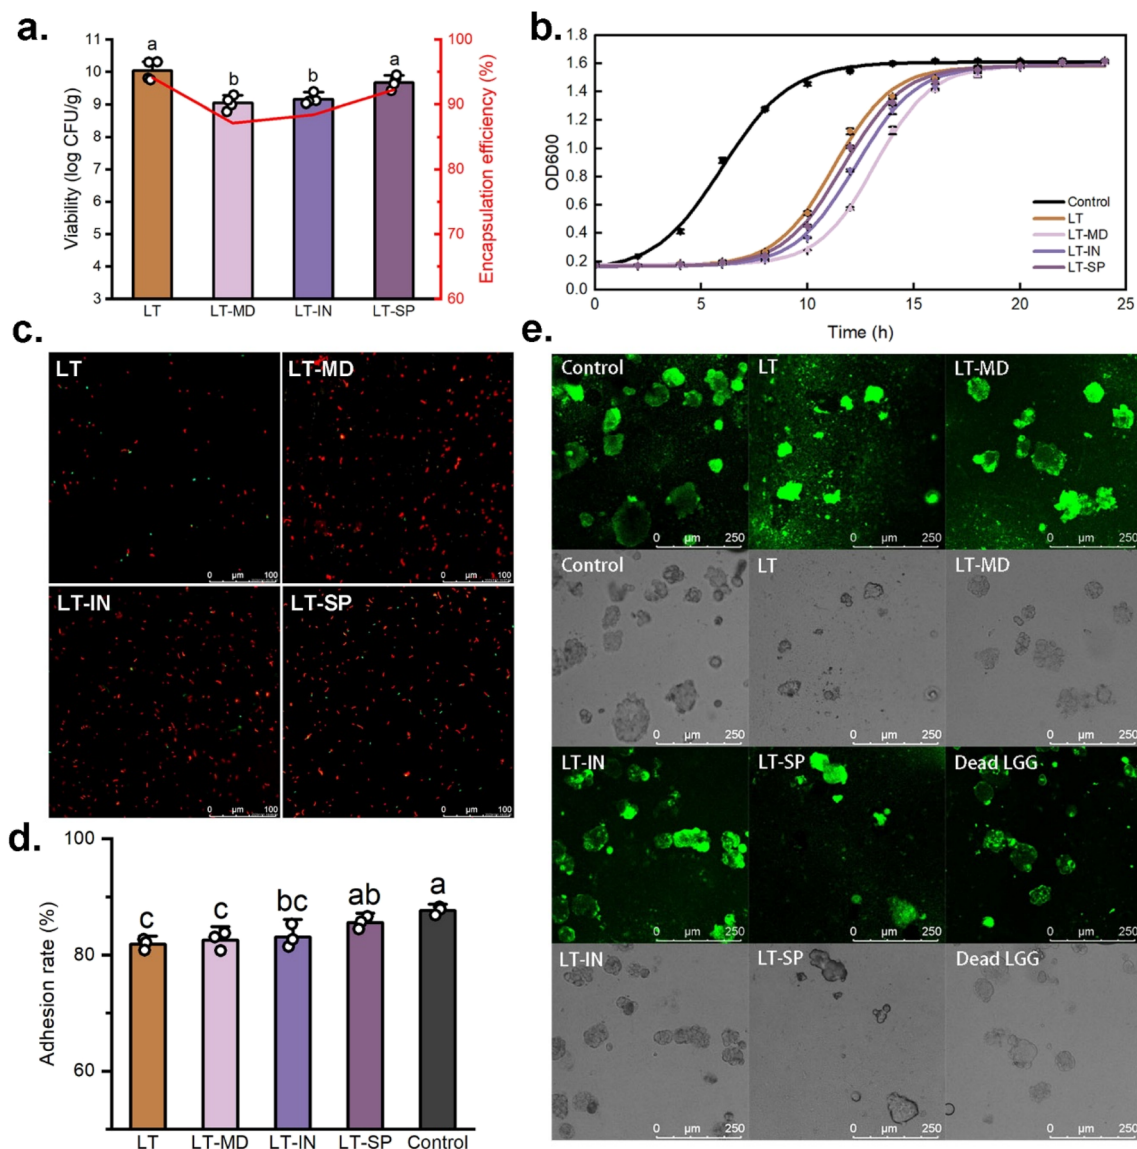 a.
Viability (log CFU/g)
11
10
9
8
7
6
5
4
3
a
b
b
a
100
90
80
70
60
Encapsulation efficiency (%)
LT LT-MD LT-IN LT-SP
b.
OD600
1.8
1.6
1.4
1.2
1.0
0.8
0.6
0.4
0.2
0.0
0 5 10 15 20 25
Time (h)
Control
LT
LT-MD
LT-IN
LT-SP
c.
LT
0 µm 100
LT-MD
0 µm 100
LT-IN
0 µm 100
LT-SP
0 µm 100
d.
Adhesion rate (%)
100
80
60
c
c
bc
ab
a
LT LT-MD LT-IN LT-SP Control
e.
Control
0 µm 250
LT
0 µm 250
LT-MD
0 µm 250
Control
0 µm 250
LT
0 µm 250
LT-MD
0 µm 250
LT-IN
0 µm 250
LT-SP
0 µm 250
Dead LGG
0 µm 250
LT-IN
0 µm 250
LT-SP
0 µm 250
Dead LGG
0 µm 250